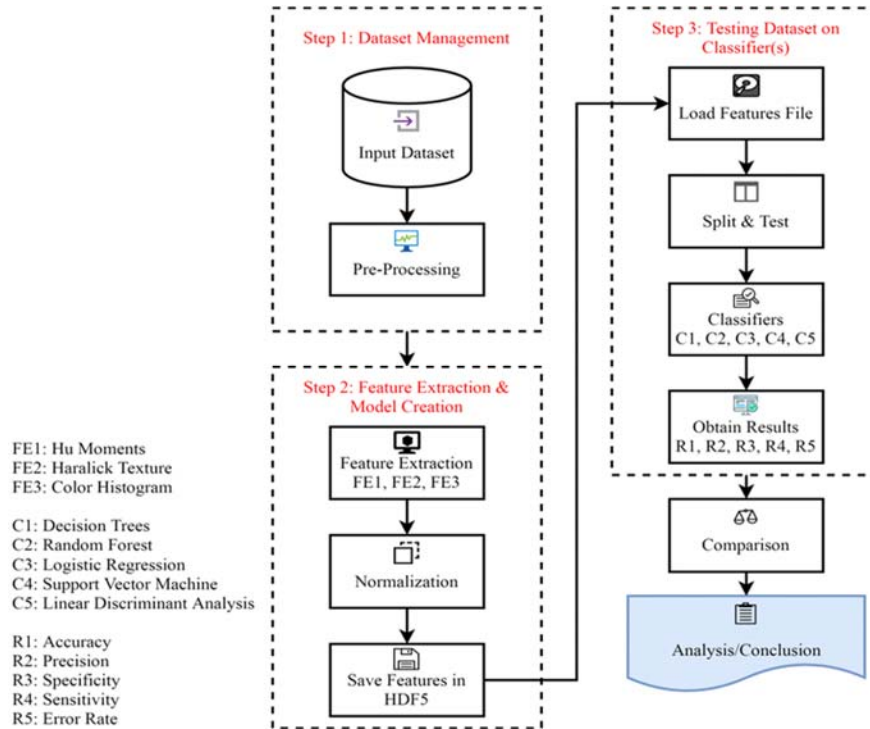 Step 1: Dataset Management
Input Dataset
Pre-Processing
Step 2: Feature Extraction &
Model Creation
Feature Extraction
FE1, FE2, FE3
Normalization
Save Features in
HDF5
Step 3: Testing Dataset on
Classifier(s)
Load Features File
Split & Test
Classifiers
C1, C2, C3, C4, C5
Obtain Results
R1, R2, R3, R4, R5
Comparison
Analysis/Conclusion
FE1: Hu Moments
FE2: Haralick Texture
FE3: Color Histogram
C1: Decision Trees
C2: Random Forest
C3: Logistic Regression
C4: Support Vector Machine
C5: Linear Discriminant Analysis
R1: Accuracy
R2: Precision
R3: Specificity
R4: Sensitivity
R5: Error Rate